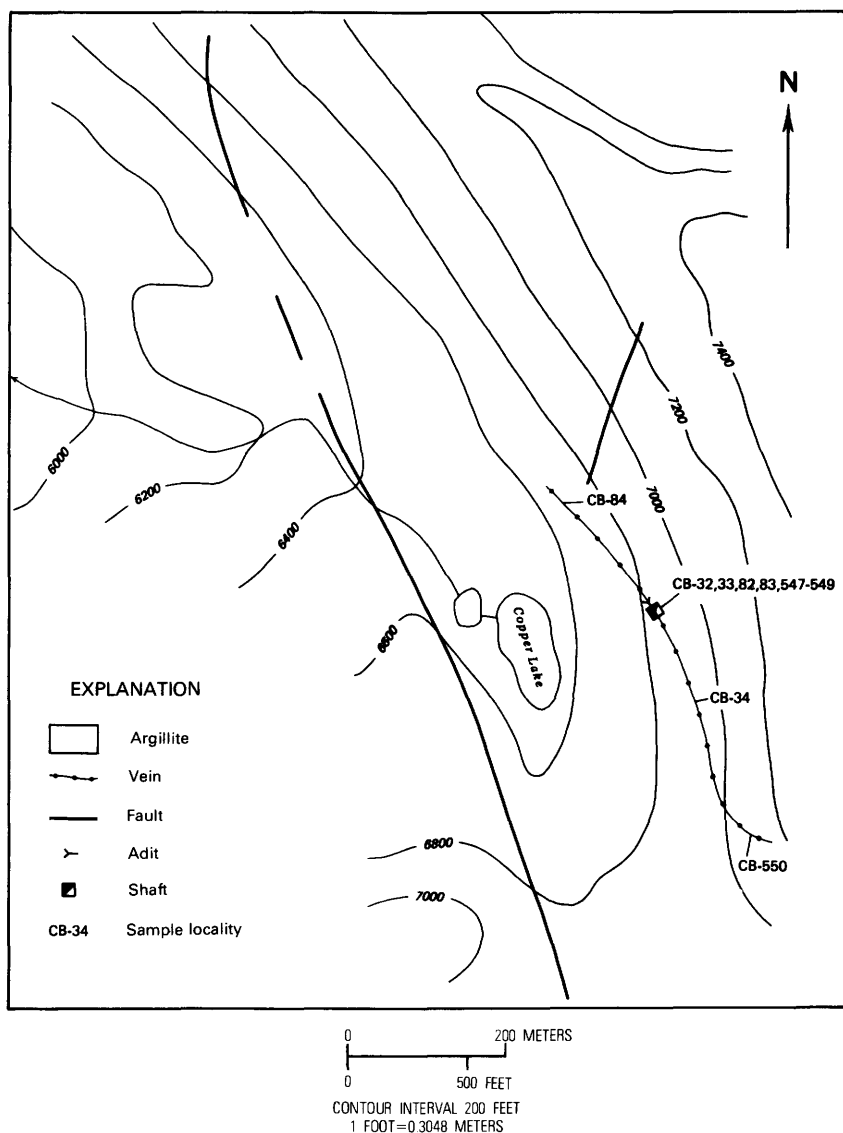 N
7400
7200
7000
6000
6200
6400
6600
CB-84
CB-32,33,82,83,547-549
Copper Lake
CB-34
CB-550
6800
7000
EXPLANATION
Argillite
Vein
Fault
Adit
Shaft
CB-34 Sample locality
0 200 METERS
0 500 FEET
CONTOUR INTERVAL 200 FEET
1 FOOT=0.3048 METERS